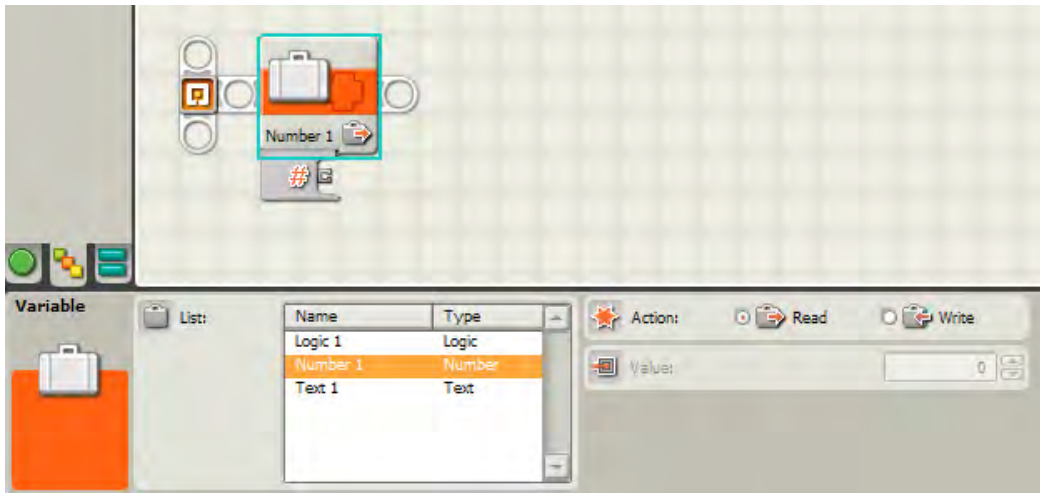 Number 1
#
Variable
List:
Name Type
Logic 1 Logic
Number 1 Number
Text 1 Text
Action: Read Write
Value: 0